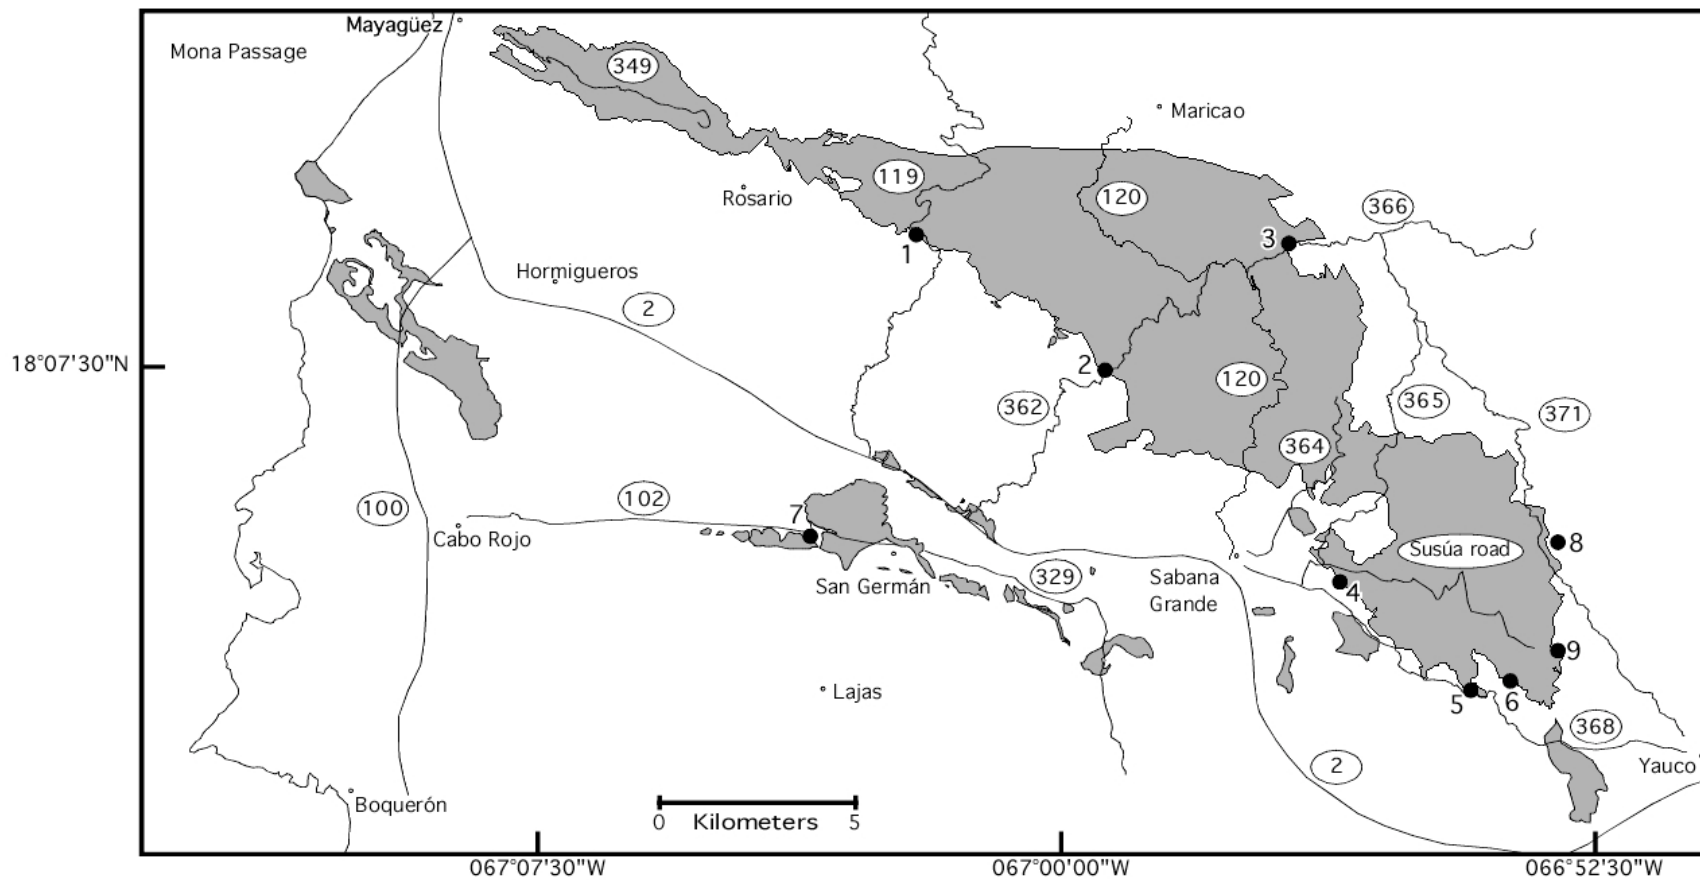 Mayagüez
Mona Passage
349
Maricao
119
120
Rosario
366
1
3
Hormigueros
2
18°07'30"N
2
120
362
365
371
364
100
102
7
Cabo Rojo
Susúa road
8
San Germán
329
Sabana
Grande
4
9
Lajas
5
6
368
2
Yauco
Boquerón
0 Kilometers 5
067°07'30"W
067°00'00"W
066°52'30"W